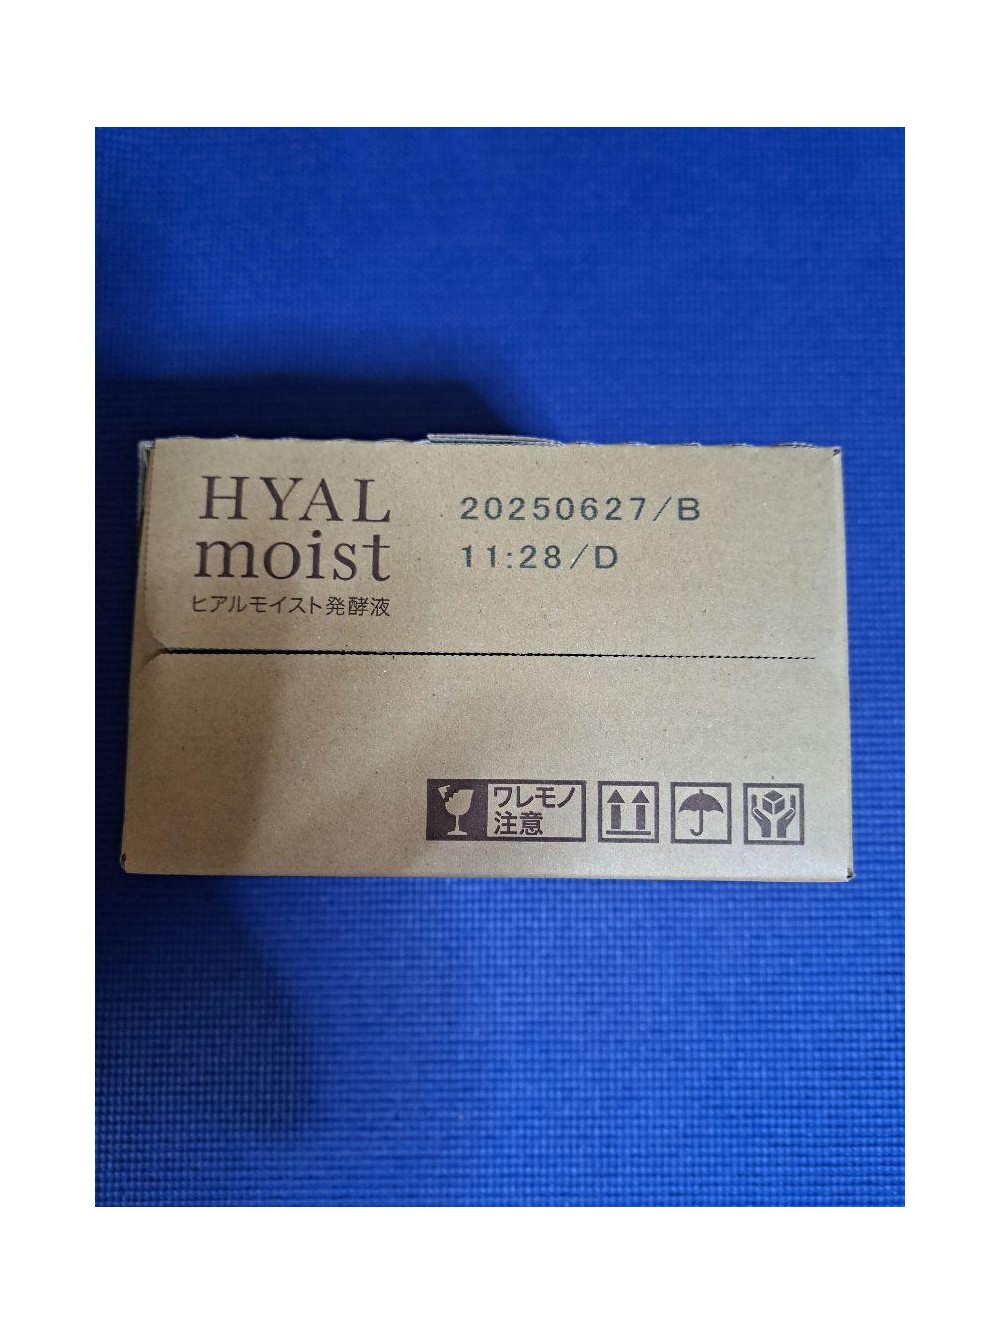 HYAL
moist
ヒアルモイスト発酵液
20250627/B
11:28/D
ワレモノ
注意